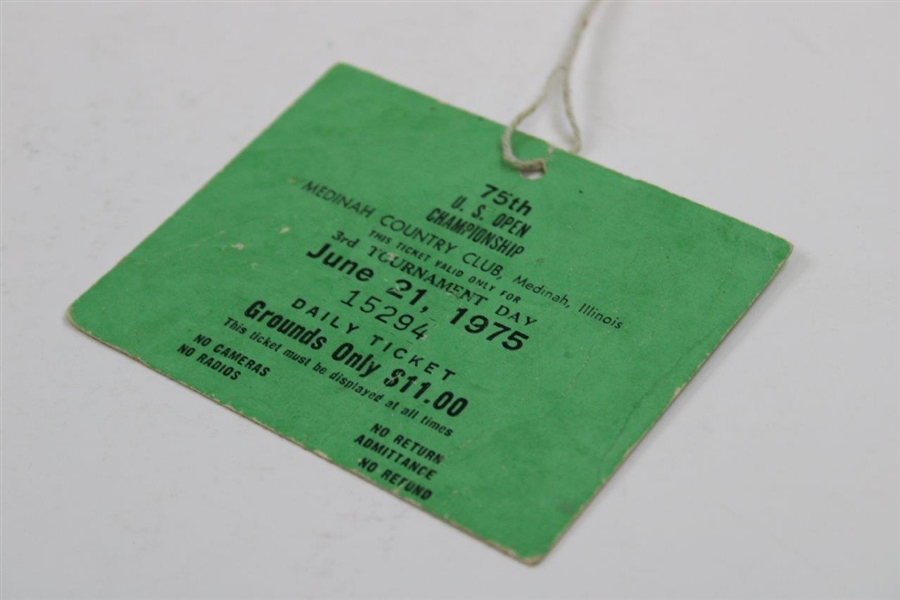 75th
U. S. OPEN
CHAMPIONSHIP
MEDINAH COUNTRY CLUB, Medinah, Illinois
THIS TICKET VALID ONLY FOR
3rd TOURNAMENT DAY
June 21, 1975
15294
DAILY TICKET
Grounds Only $11.00
This ticket must be displayed at all times
NO CAMERAS
NO RADIOS
NO RETURN
ADMITTANCE
NO REFUND